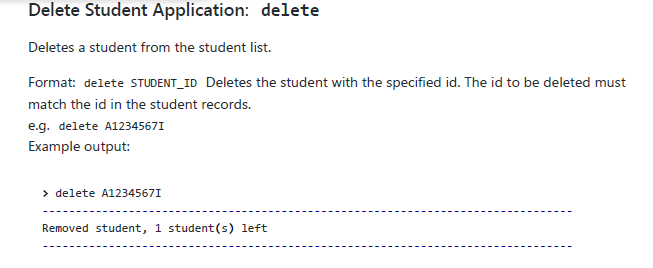 Delete Student Application: delete
Deletes a student from the student list.
Format: delete STUDENT_ID Deletes the student with the specified id. The id to be deleted must
match the id in the student records.
e.g. delete A1234567I
Example output:
> delete A1234567I
--------------------------------------------------------------------------------
Removed student, 1 student(s) left
--------------------------------------------------------------------------------